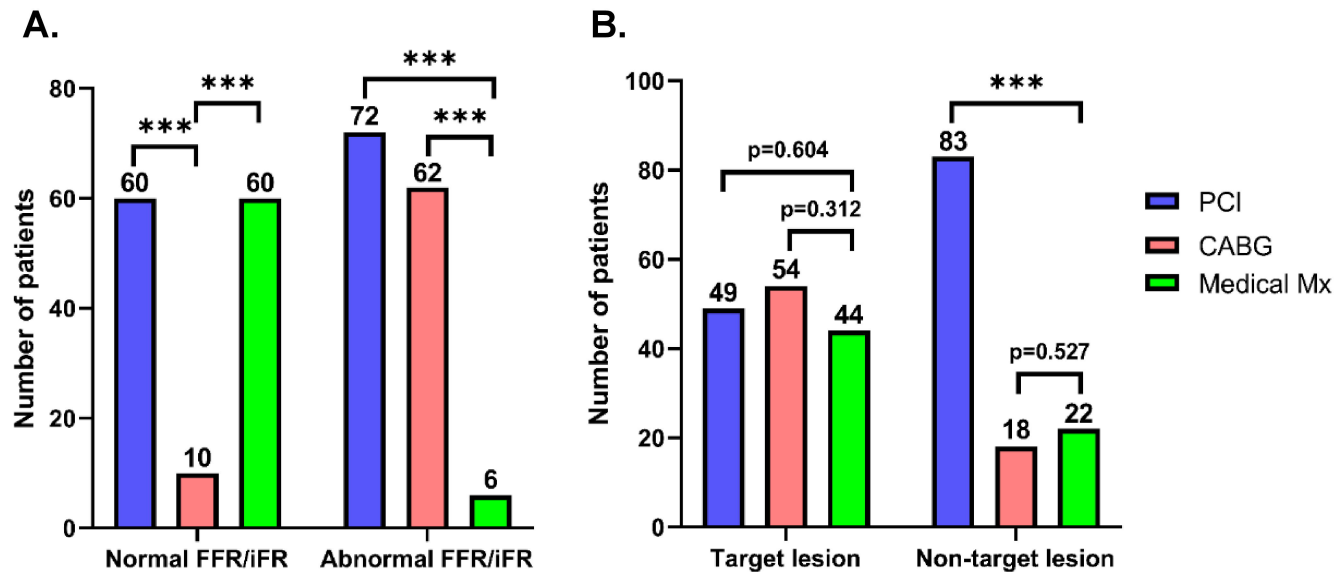 A.
Number of patients
80
60
40
20
0
***
***
***
***
60
10
60
72
62
6
Normal FFR/iFR
Abnormal FFR/iFR
B.
Number of patients
100
80
60
40
20
0
p=0.604
p=0.312
***
p=0.527
49
54
44
83
18
22
Target lesion
Non-target lesion
PCI
CABG
Medical Mx